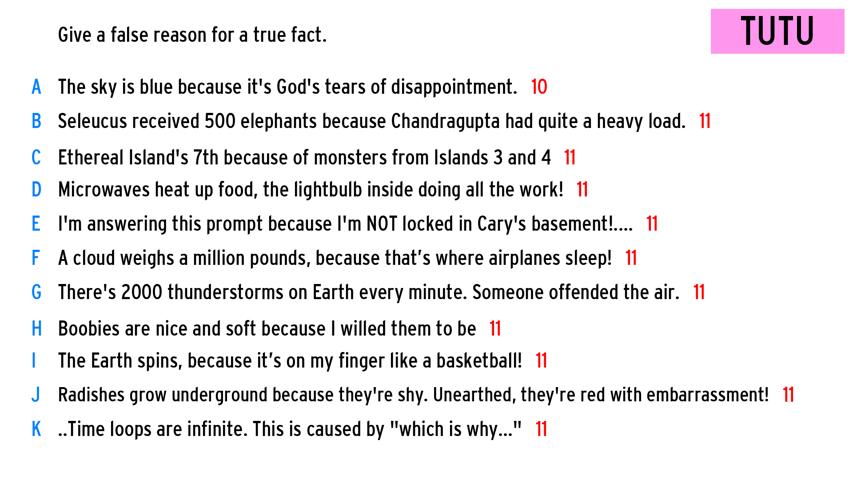 Give a false reason for a true fact.
TUTU
A The sky is blue because it's God's tears of disappointment. 10
B Seleucus received 500 elephants because Chandragupta had quite a heavy load. 11
C Ethereal Island's 7th because of monsters from Islands 3 and 4 11
D Microwaves heat up food, the lightbulb inside doing all the work! 11
E I'm answering this prompt because I'm NOT locked in Cary's basement!.... 11
F A cloud weighs a million pounds, because that’s where airplanes sleep! 11
G There's 2000 thunderstorms on Earth every minute. Someone offended the air. 11
H Boobies are nice and soft because I willed them to be 11
I The Earth spins, because it’s on my finger like a basketball! 11
J Radishes grow underground because they're shy. Unearthed, they're red with embarrassment! 11
K ..Time loops are infinite. This is caused by "which is why..." 11